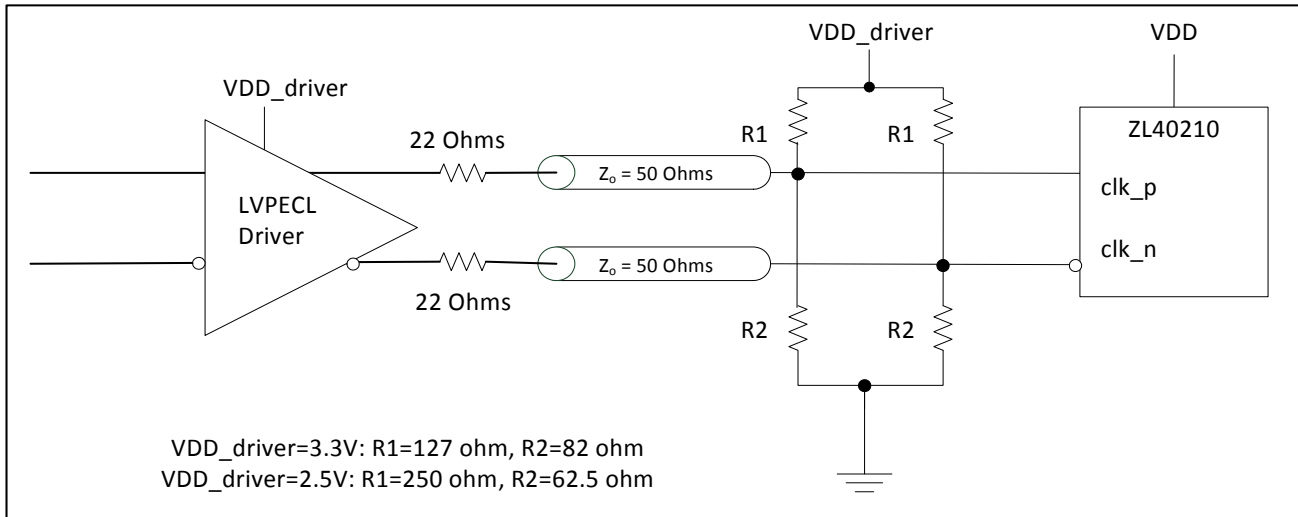 VDD_driver
VDD
VDD_driver
22 Ohms
R1
R1
ZL40210
Zo = 50 Ohms
clk_p
LVPECL
Driver
clk_n
Zo = 50 Ohms
22 Ohms
R2
R2
VDD_driver=3.3V: R1=127 ohm, R2=82 ohm
VDD_driver=2.5V: R1=250 ohm, R2=62.5 ohm